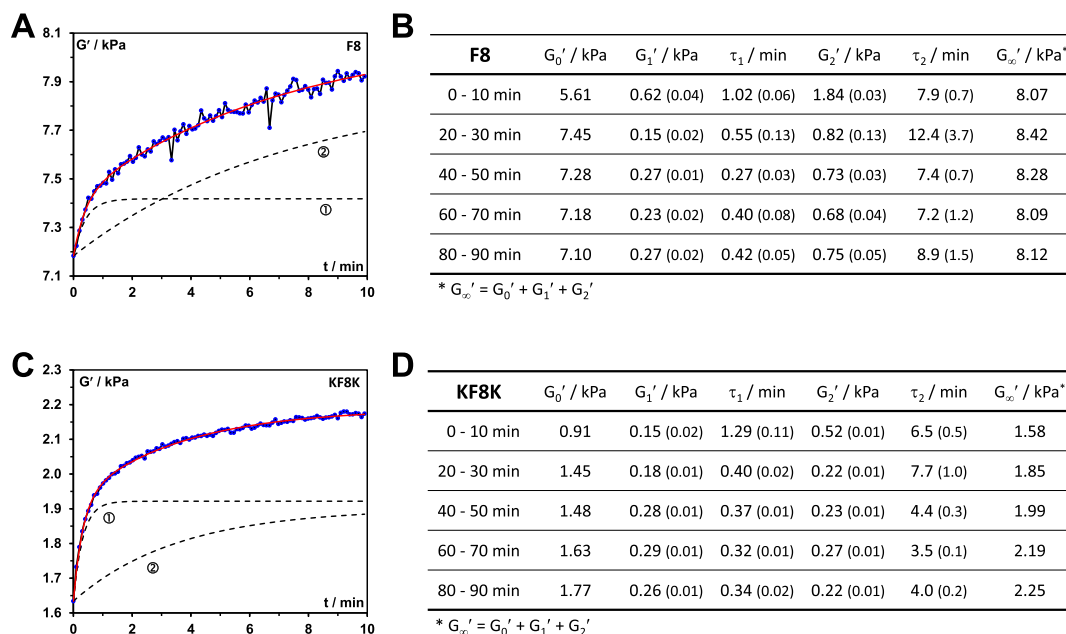 A
G′ / kPa F8
8.1
7.9
7.7
7.5
7.3
7.1
②
①
t / min
0 2 4 6 8 10
B
F8 G₀′ / kPa G₁′ / kPa τ₁ / min G₂′ / kPa τ₂ / min G∞′ / kPa*
0 - 10 min 5.61 0.62 (0.04) 1.02 (0.06) 1.84 (0.03) 7.9 (0.7) 8.07
20 - 30 min 7.45 0.15 (0.02) 0.55 (0.13) 0.82 (0.13) 12.4 (3.7) 8.42
40 - 50 min 7.28 0.27 (0.01) 0.27 (0.03) 0.73 (0.03) 7.4 (0.7) 8.28
60 - 70 min 7.18 0.23 (0.02) 0.40 (0.08) 0.68 (0.04) 7.2 (1.2) 8.09
80 - 90 min 7.10 0.27 (0.02) 0.42 (0.05) 0.75 (0.05) 8.9 (1.5) 8.12
* G∞′ = G₀′ + G₁′ + G₂′
C
G′ / kPa KF8K
2.3
2.2
2.1
2.0
1.9
1.8
1.7
1.6
①
②
t / min
0 2 4 6 8 10
D
KF8K G₀′ / kPa G₁′ / kPa τ₁ / min G₂′ / kPa τ₂ / min G∞′ / kPa*
0 - 10 min 0.91 0.15 (0.02) 1.29 (0.11) 0.52 (0.01) 6.5 (0.5) 1.58
20 - 30 min 1.45 0.18 (0.01) 0.40 (0.02) 0.22 (0.01) 7.7 (1.0) 1.85
40 - 50 min 1.48 0.28 (0.01) 0.37 (0.01) 0.23 (0.01) 4.4 (0.3) 1.99
60 - 70 min 1.63 0.29 (0.01) 0.32 (0.01) 0.27 (0.01) 3.5 (0.1) 2.19
80 - 90 min 1.77 0.26 (0.01) 0.34 (0.02) 0.22 (0.01) 4.0 (0.2) 2.25
* G∞′ = G₀′ + G₁′ + G₂′